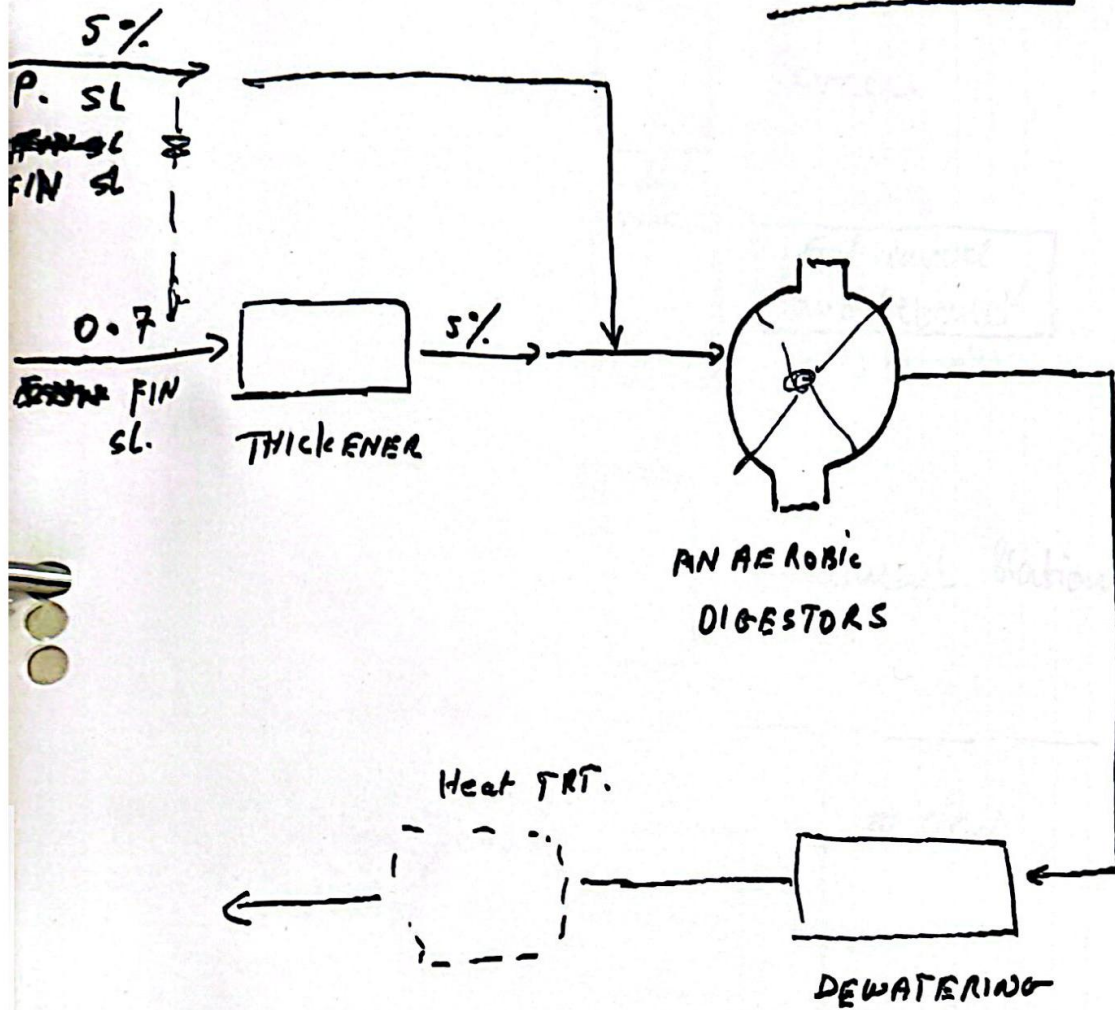 5%
P. SL
FIN SL
0.7
FIN
SL.
THICKENER
5%
ANAEROBIC
DIGESTORS
Heat TRT.
DEWATERING